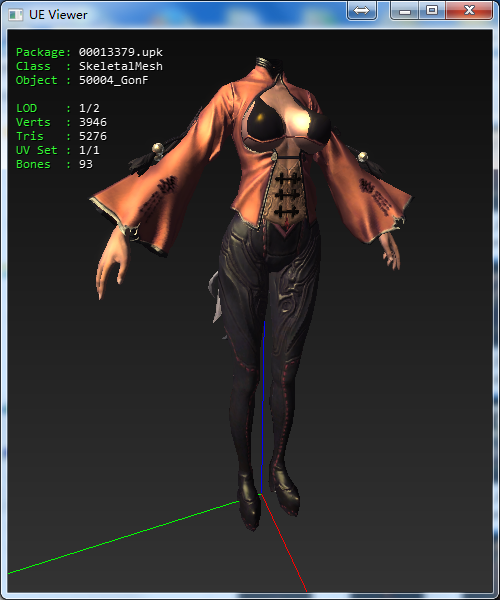 UE Viewer
Package: 00013379.upk
Class : SkeletalMesh
Object : 50004_GonF
LOD : 1/2
Verts : 3946
Tris : 5276
UV Set : 1/1
Bones : 93